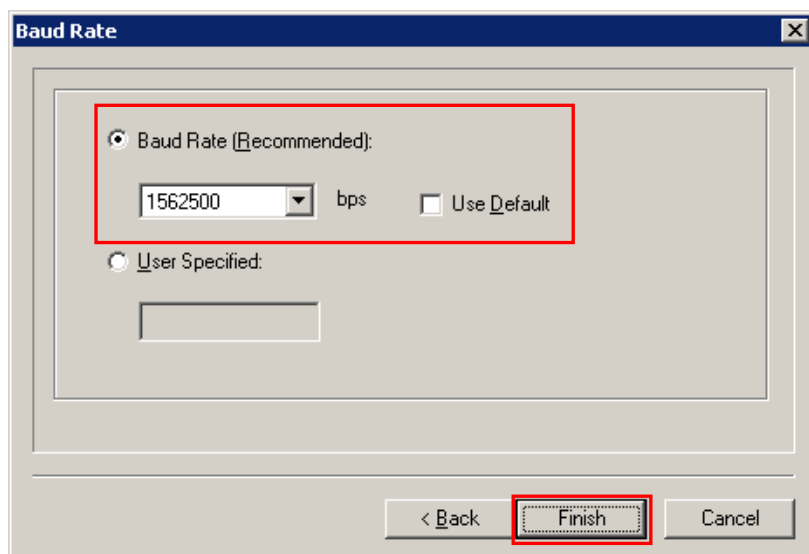 Baud Rate
Baud Rate (Recommended):
1562500 bps Use Default
User Specified:
< Back Finish Cancel